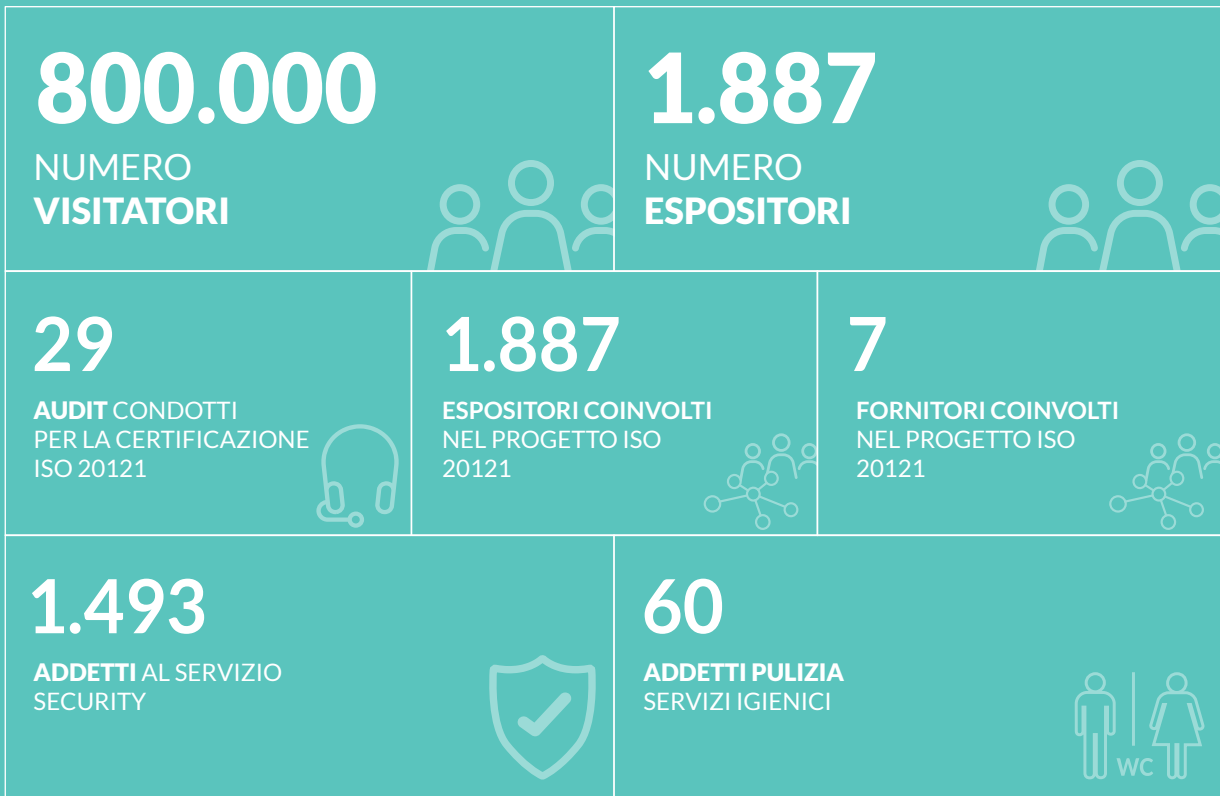 800.000
NUMERO
VISITATORI
1.887
NUMERO
ESPOSITORI
29
AUDIT CONDOTTI
PER LA CERTIFICAZIONE
ISO 20121
1.887
ESPOSITORI COINVOLTI
NEL PROGETTO ISO
20121
7
FORNITORI COINVOLTI
NEL PROGETTO ISO
20121
1.493
ADDETTI AL SERVIZIO
SECURITY
60
ADDETTI PULIZIA
SERVIZI IGIENICI
WC